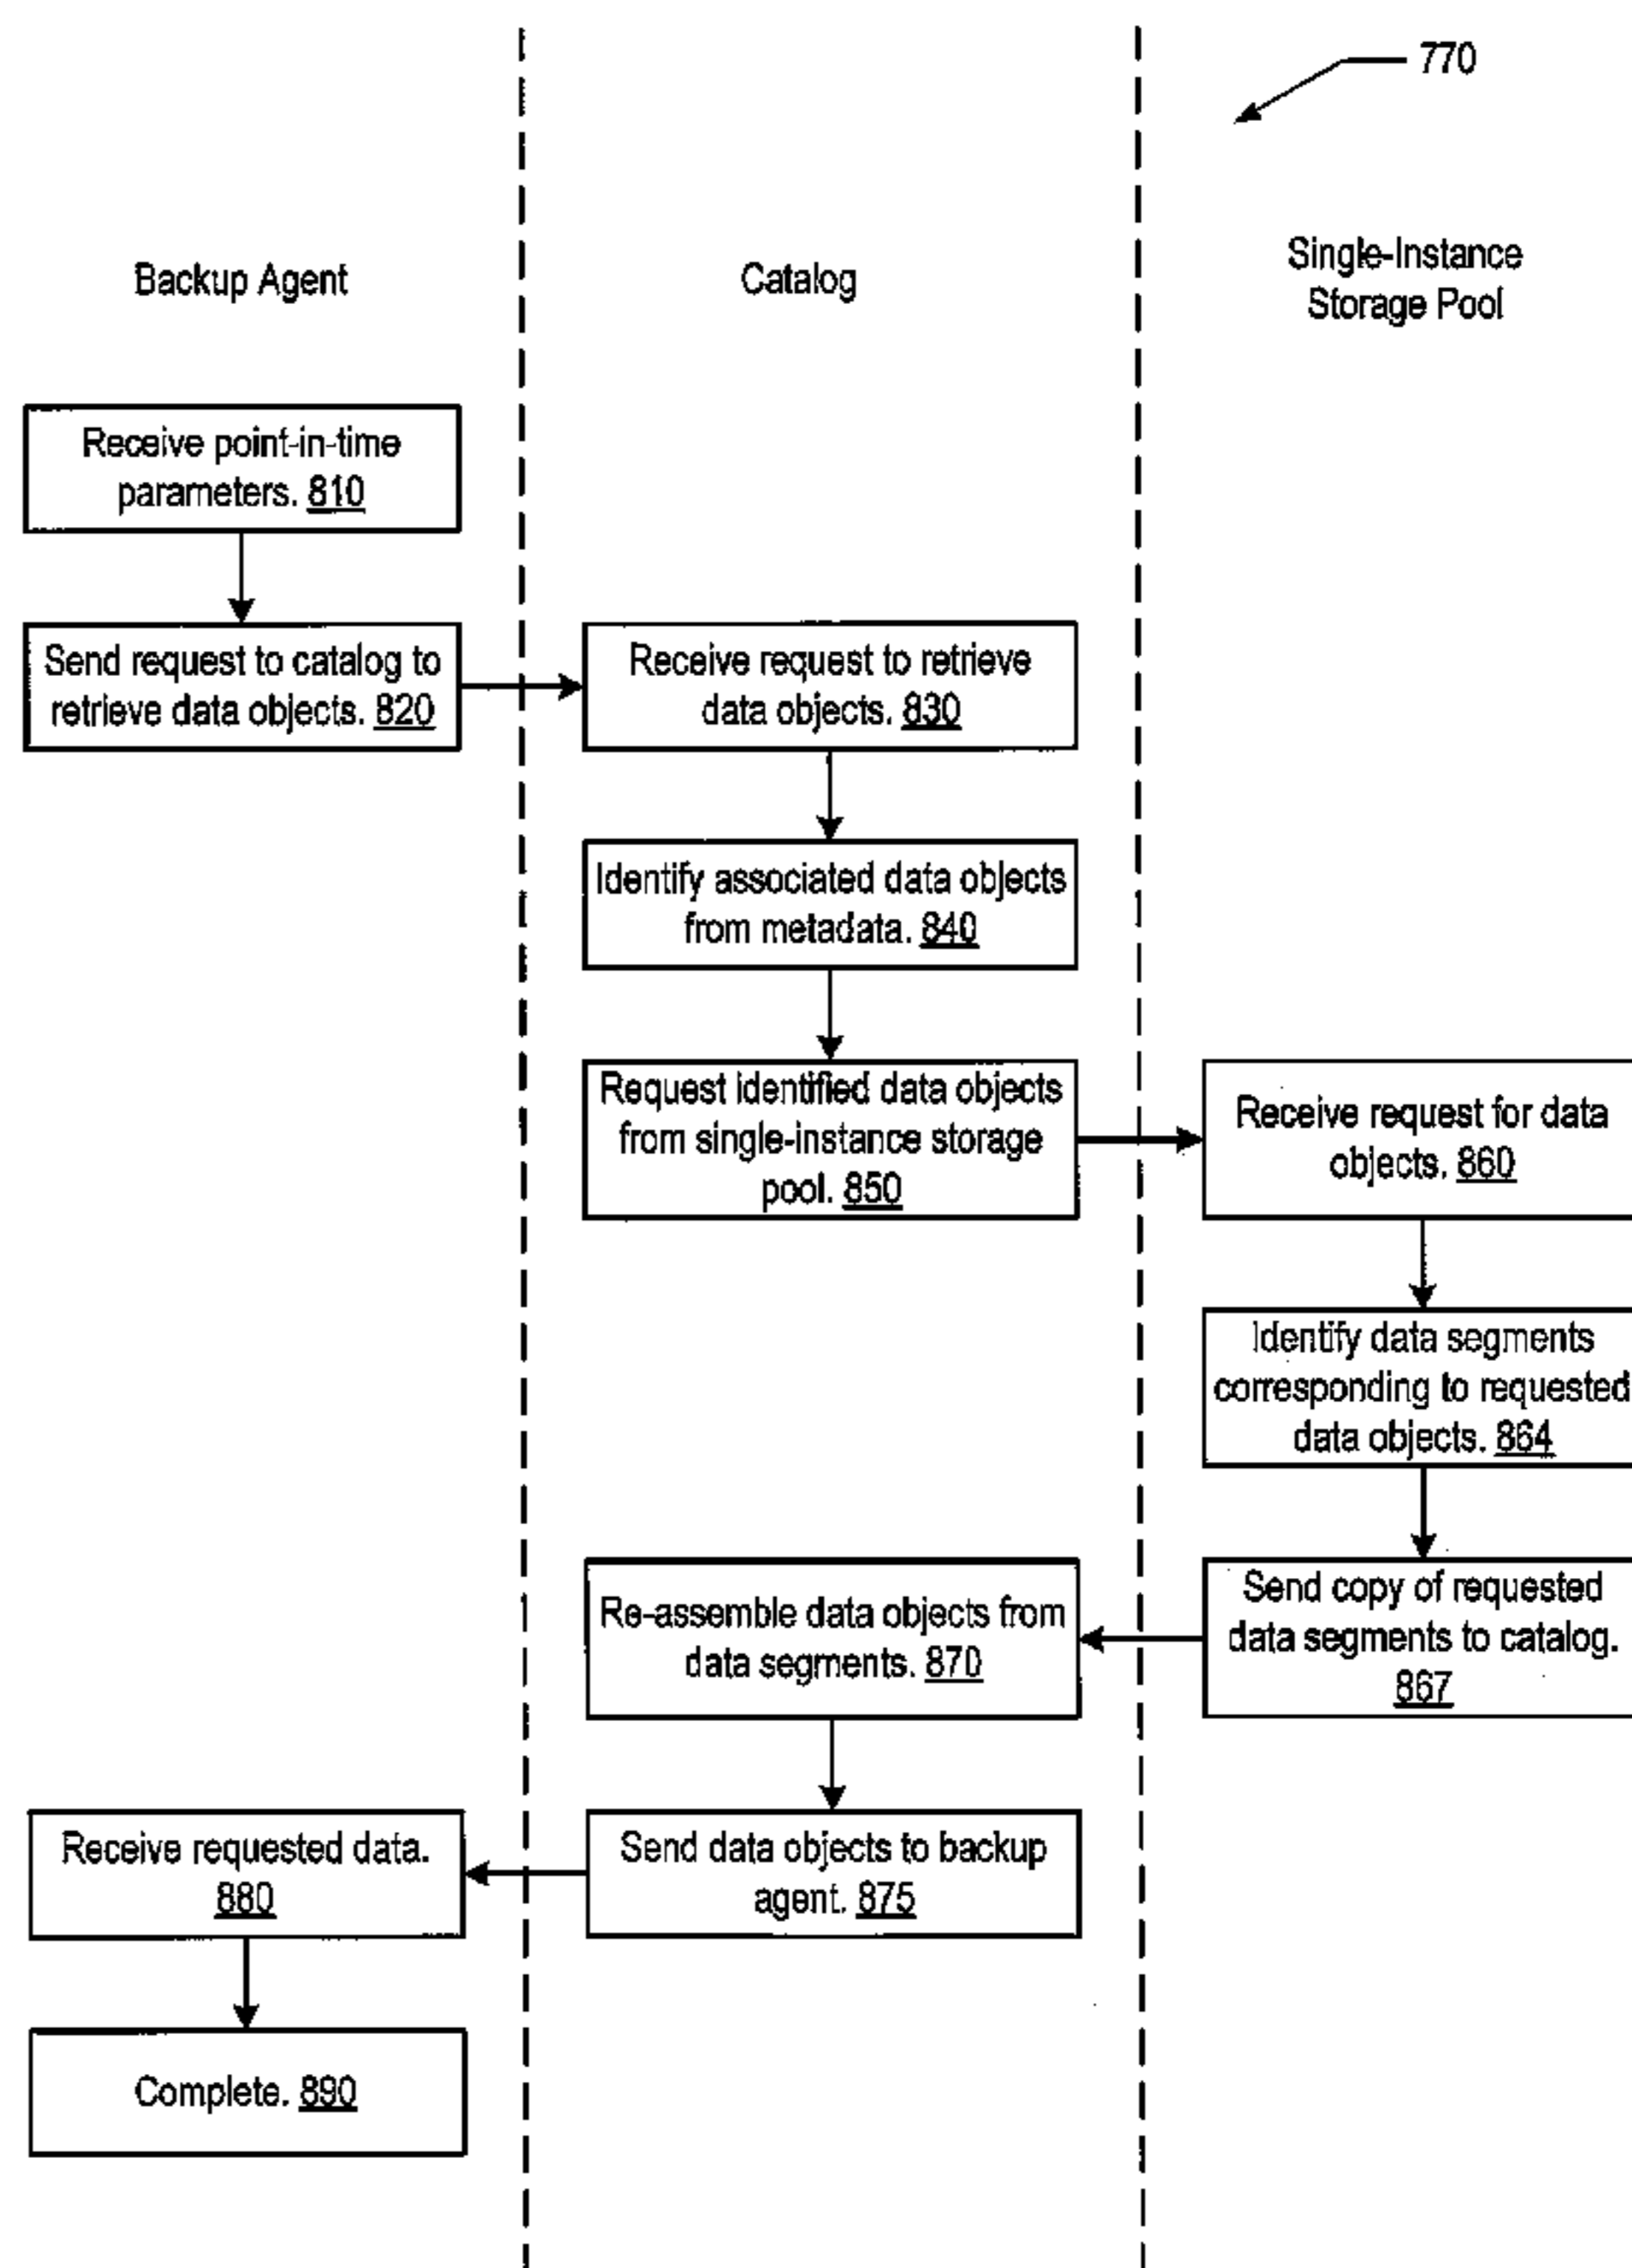 770
Backup Agent
Catalog
Single-Instance
Storage Pool
Receive point-in-time
parameters. 810
Send request to catalog to
retrieve data objects. 820
Receive request to retrieve
data objects. 830
Identify associated data objects
from metadata. 840
Request identified data objects
from single-instance storage
pool. 850
Receive request for data
objects. 860
Identify data segments
corresponding to requested
data objects. 864
Send copy of requested
data segments to catalog.
867
Re-assemble data objects from
data segments. 870
Send data objects to backup
agent. 875
Receive requested data.
880
Complete. 890